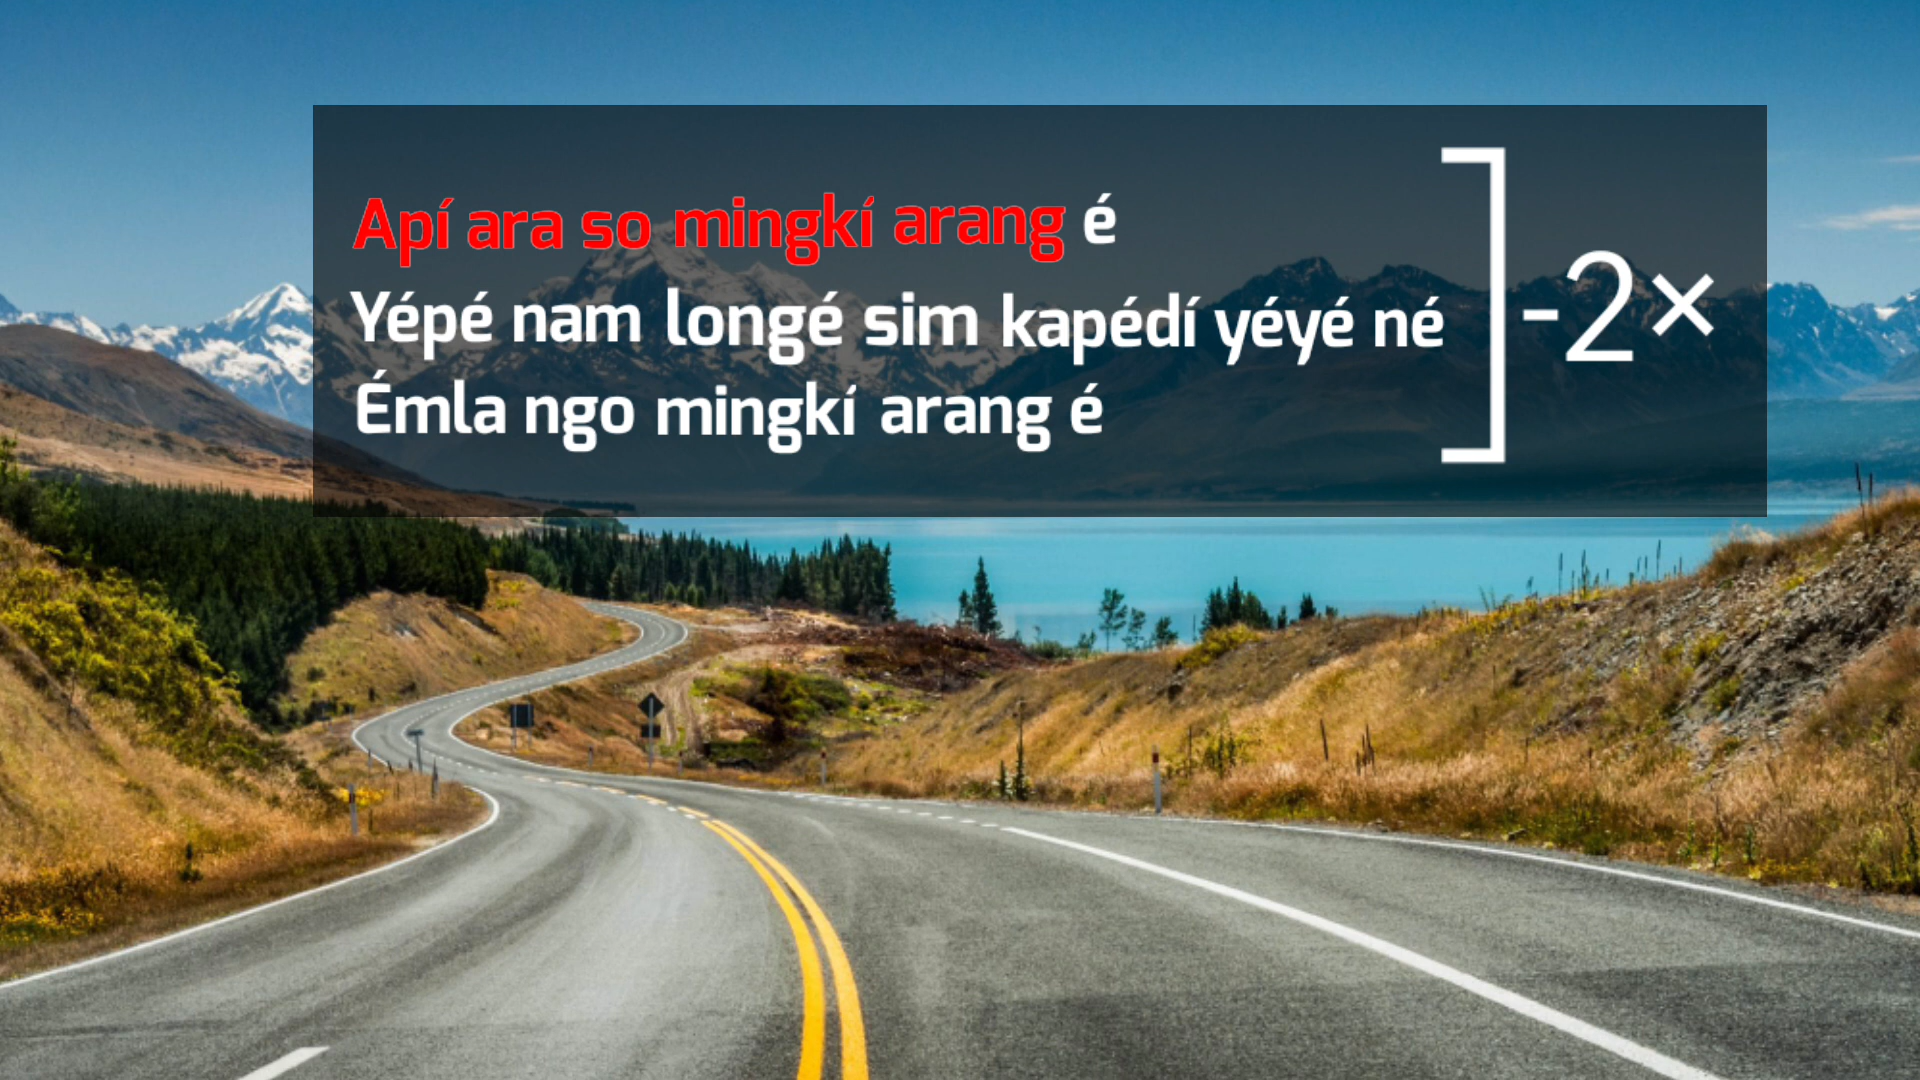 Apí ara so mingkí arang é
Yépé nam longé sim kapédí yéyé né
Émla ngo mingkí arang é
]-2×